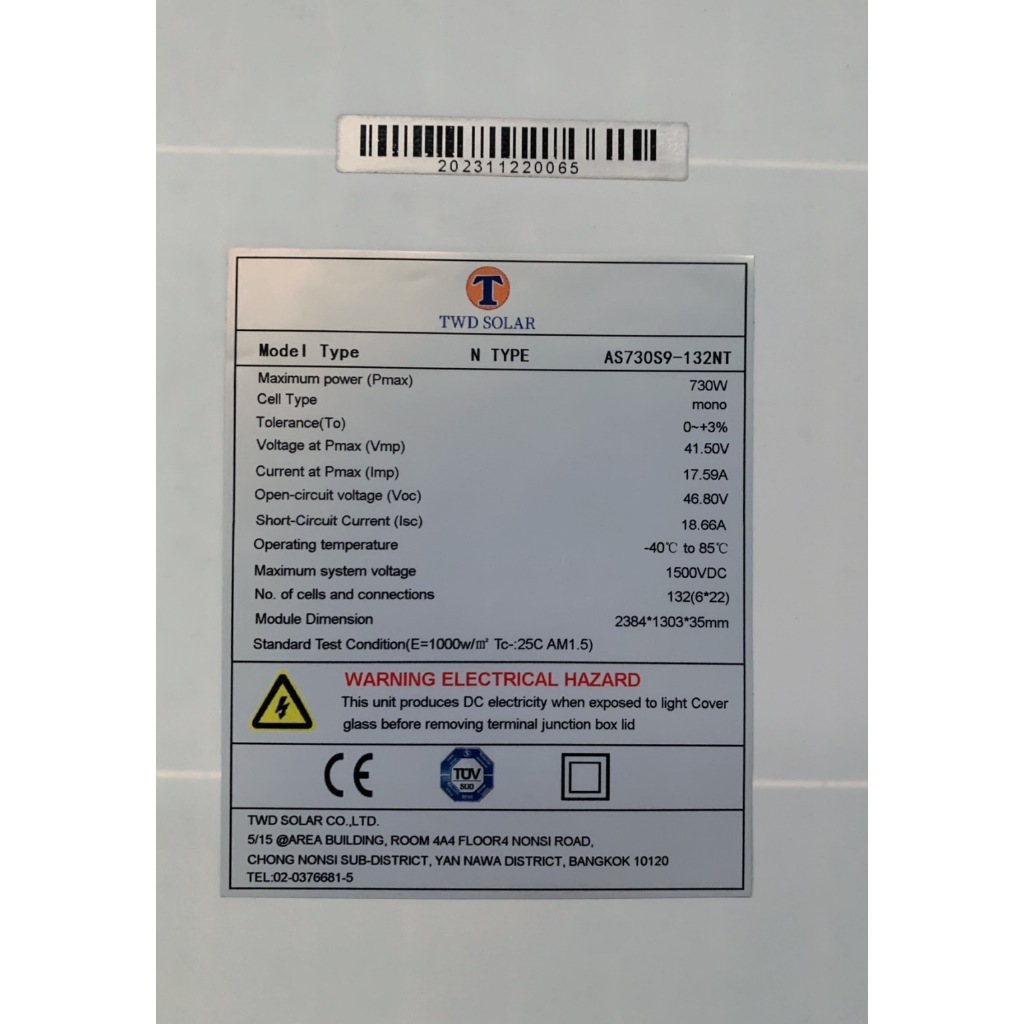 202311220065
T
TWD SOLAR
Model Type N TYPE AS730S9-132NT
Maximum power (Pmax) 730W
Cell Type mono
Tolerance(To) 0~+3%
Voltage at Pmax (Vmp) 41.50V
Current at Pmax (Imp) 17.59A
Open-circuit voltage (Voc) 46.80V
Short-Circuit Current (Isc) 18.66A
Operating temperature -40℃ to 85℃
Maximum system voltage 1500VDC
No. of cells and connections 132(6*22)
Module Dimension 2384*1303*35mm
Standard Test Condition(E=1000w/㎡ Tc-:25C AM1.5)
WARNING ELECTRICAL HAZARD
This unit produces DC electricity when exposed to light Cover
glass before removing terminal junction box lid
CE TÜV SÜD
TWD SOLAR CO.,LTD.
5/15 @AREA BUILDING, ROOM 4A4 FLOOR4 NONSI ROAD,
CHONG NONSI SUB-DISTRICT, YAN NAWA DISTRICT, BANGKOK 10120
TEL:02-0376681-5